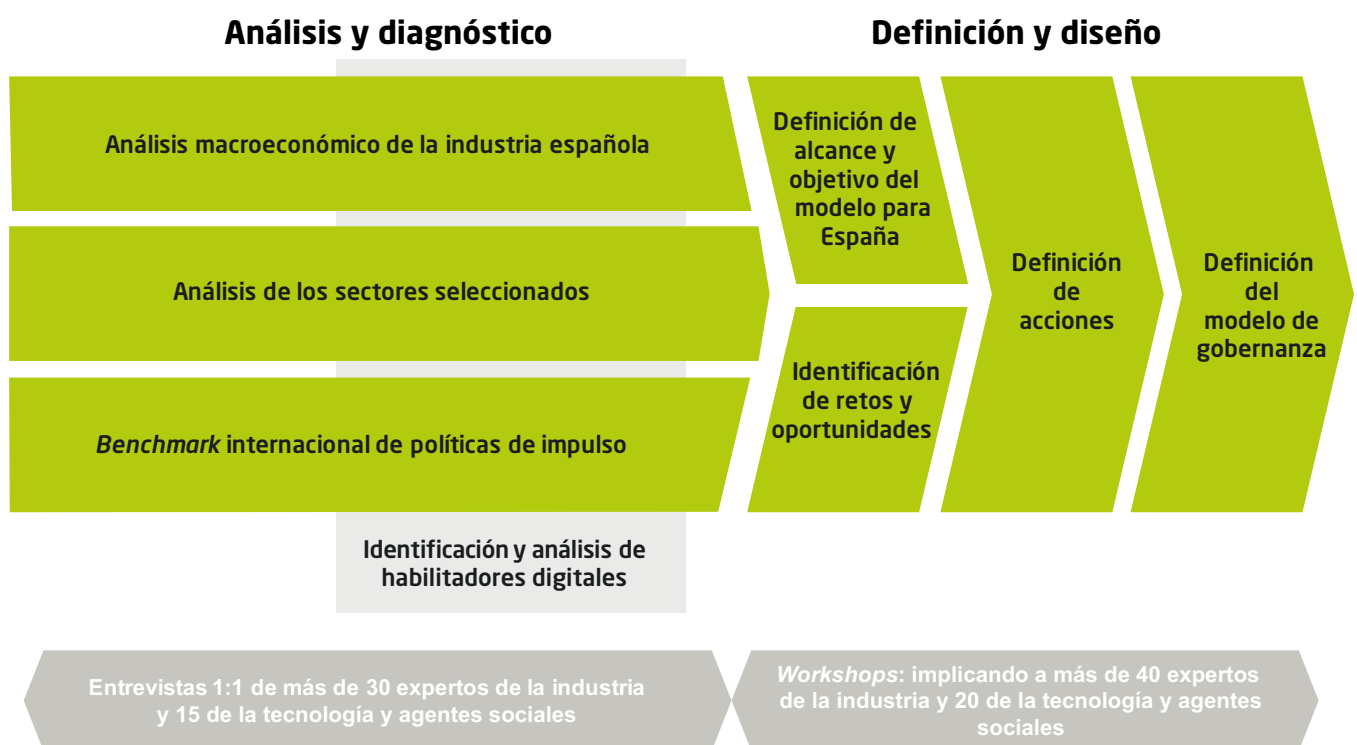 Análisis y diagnóstico
Definición y diseño
Análisis macroeconómico de la industria española
Análisis de los sectores seleccionados
Benchmark internacional de políticas de impulso
Identificación y análisis de
habilitadores digitales
Definición de
alcance y
objetivo del
modelo para
España
Identificación
de retos y
oportunidades
Definición
de
acciones
Definición
del
modelo de
gobernanza
Entrevistas 1:1 de más de 30 expertos de la industria
y 15 de la tecnología y agentes sociales
Workshops: implicando a más de 40 expertos
de la industria y 20 de la tecnología y agentes
sociales